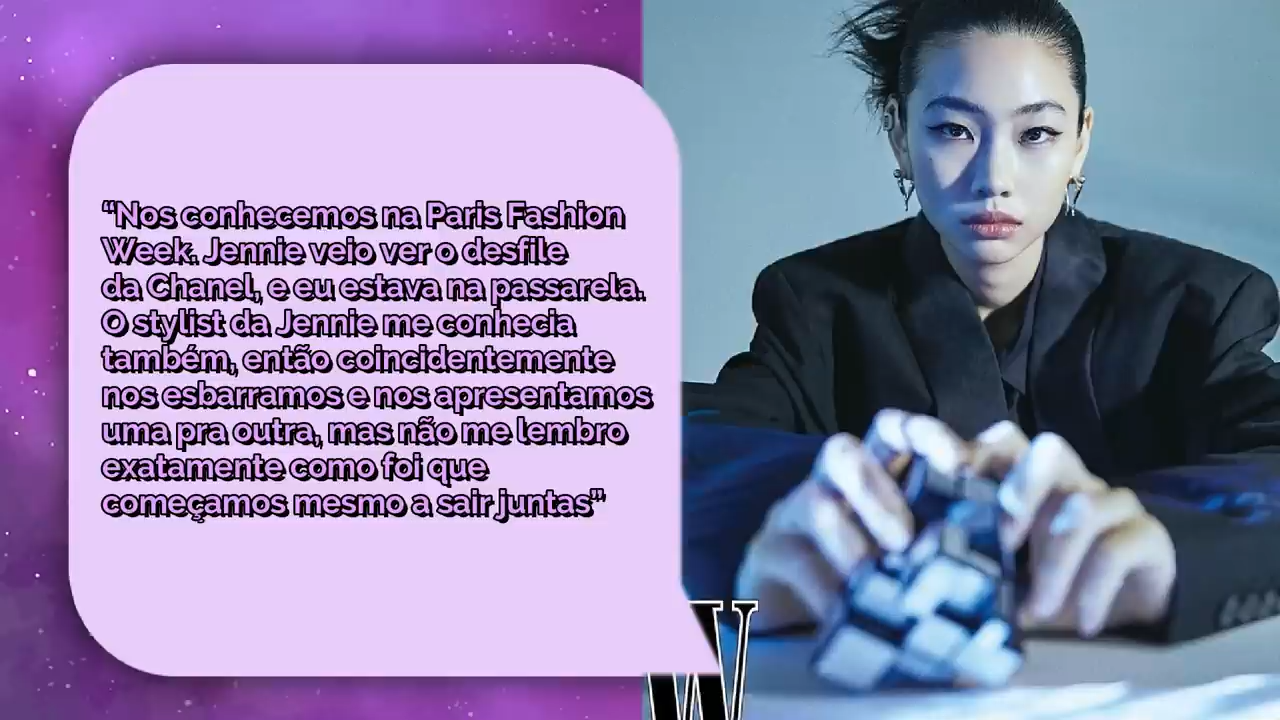 “Nos conhecemos na Paris Fashion
Week. Jennie veio ver o desfile
da Chanel, e eu estava na passarela.
O stylist da Jennie me conhecia
também, então coincidentemente
nos esbarramos e nos apresentamos
uma pra outra, mas não me lembro
exatamente como foi que
começamos mesmo a sair juntas”
W